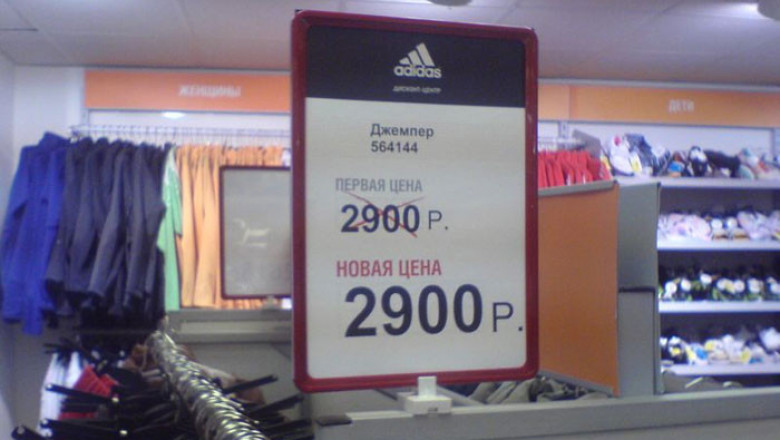 adidas
ДИСКОНТ-ЦЕНТР
ЖЕНЩИНЫ
ДЕТИ
Джемпер
564144
ПЕРВАЯ ЦЕНА
2900 Р.
НОВАЯ ЦЕНА
2900 Р.